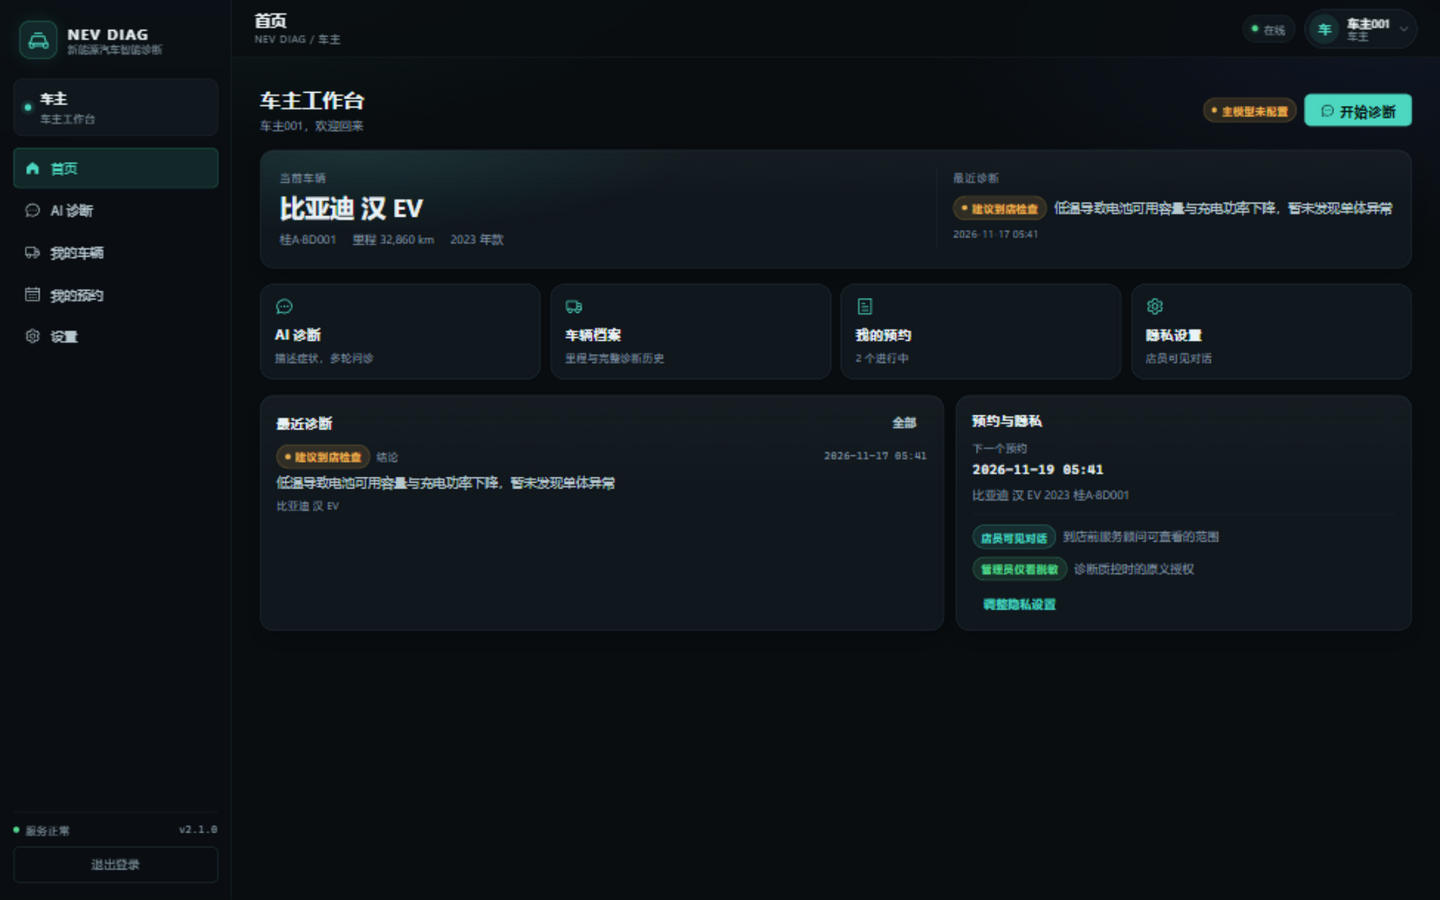 NEV DIAG
新能源汽车智能诊断
车主
车主工作台
首页
AI 诊断
我的车辆
我的预约
设置
服务正常
v2.1.0
退出登录
首页
NEV DIAG / 车主
在线
车
车主001
车主
车主工作台
车主001，欢迎回来
主模型未配置
开始诊断
当前车辆
比亚迪 汉 EV
桂A·8D001 里程 32,860 km 2023 年款
最近诊断
建议到店检查 低温导致电池可用容量与充电功率下降，暂未发现单体异常
2026-11-17 05:41
AI 诊断
描述症状，多轮问诊
车辆档案
里程与完整诊断历史
我的预约
2 个进行中
隐私设置
店员可见对话
最近诊断
全部
建议到店检查 结论
2026-11-17 05:41
低温导致电池可用容量与充电功率下降，暂未发现单体异常
比亚迪 汉 EV
预约与隐私
下一个预约
2026-11-19 05:41
比亚迪 汉 EV 2023 桂A·8D001
店员可见对话 到店前服务顾问可查看的范围
管理员仅看脱敏 诊断质控时的原文授权
调整隐私设置